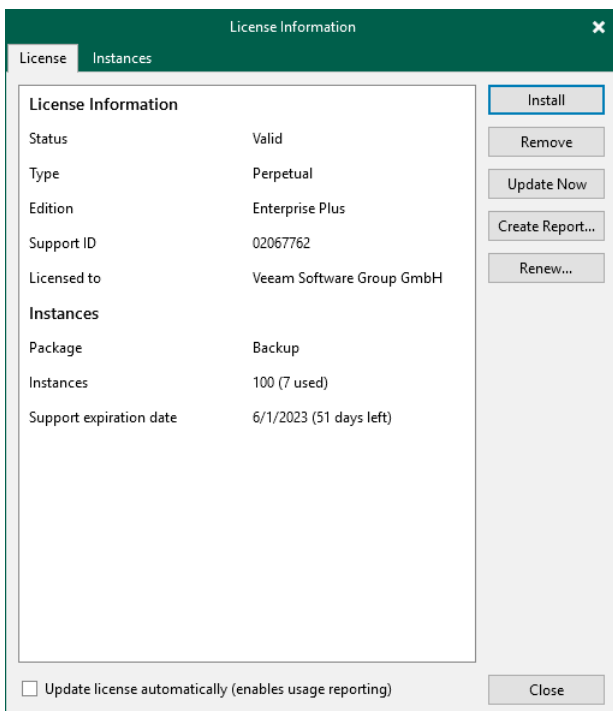 License Information
License Instances
License Information
Status Valid
Type Perpetual
Edition Enterprise Plus
Support ID 02067762
Licensed to Veeam Software Group GmbH
Instances
Package Backup
Instances 100 (7 used)
Support expiration date 6/1/2023 (51 days left)
Install
Remove
Update Now
Create Report...
Renew...
Update license automatically (enables usage reporting)
Close